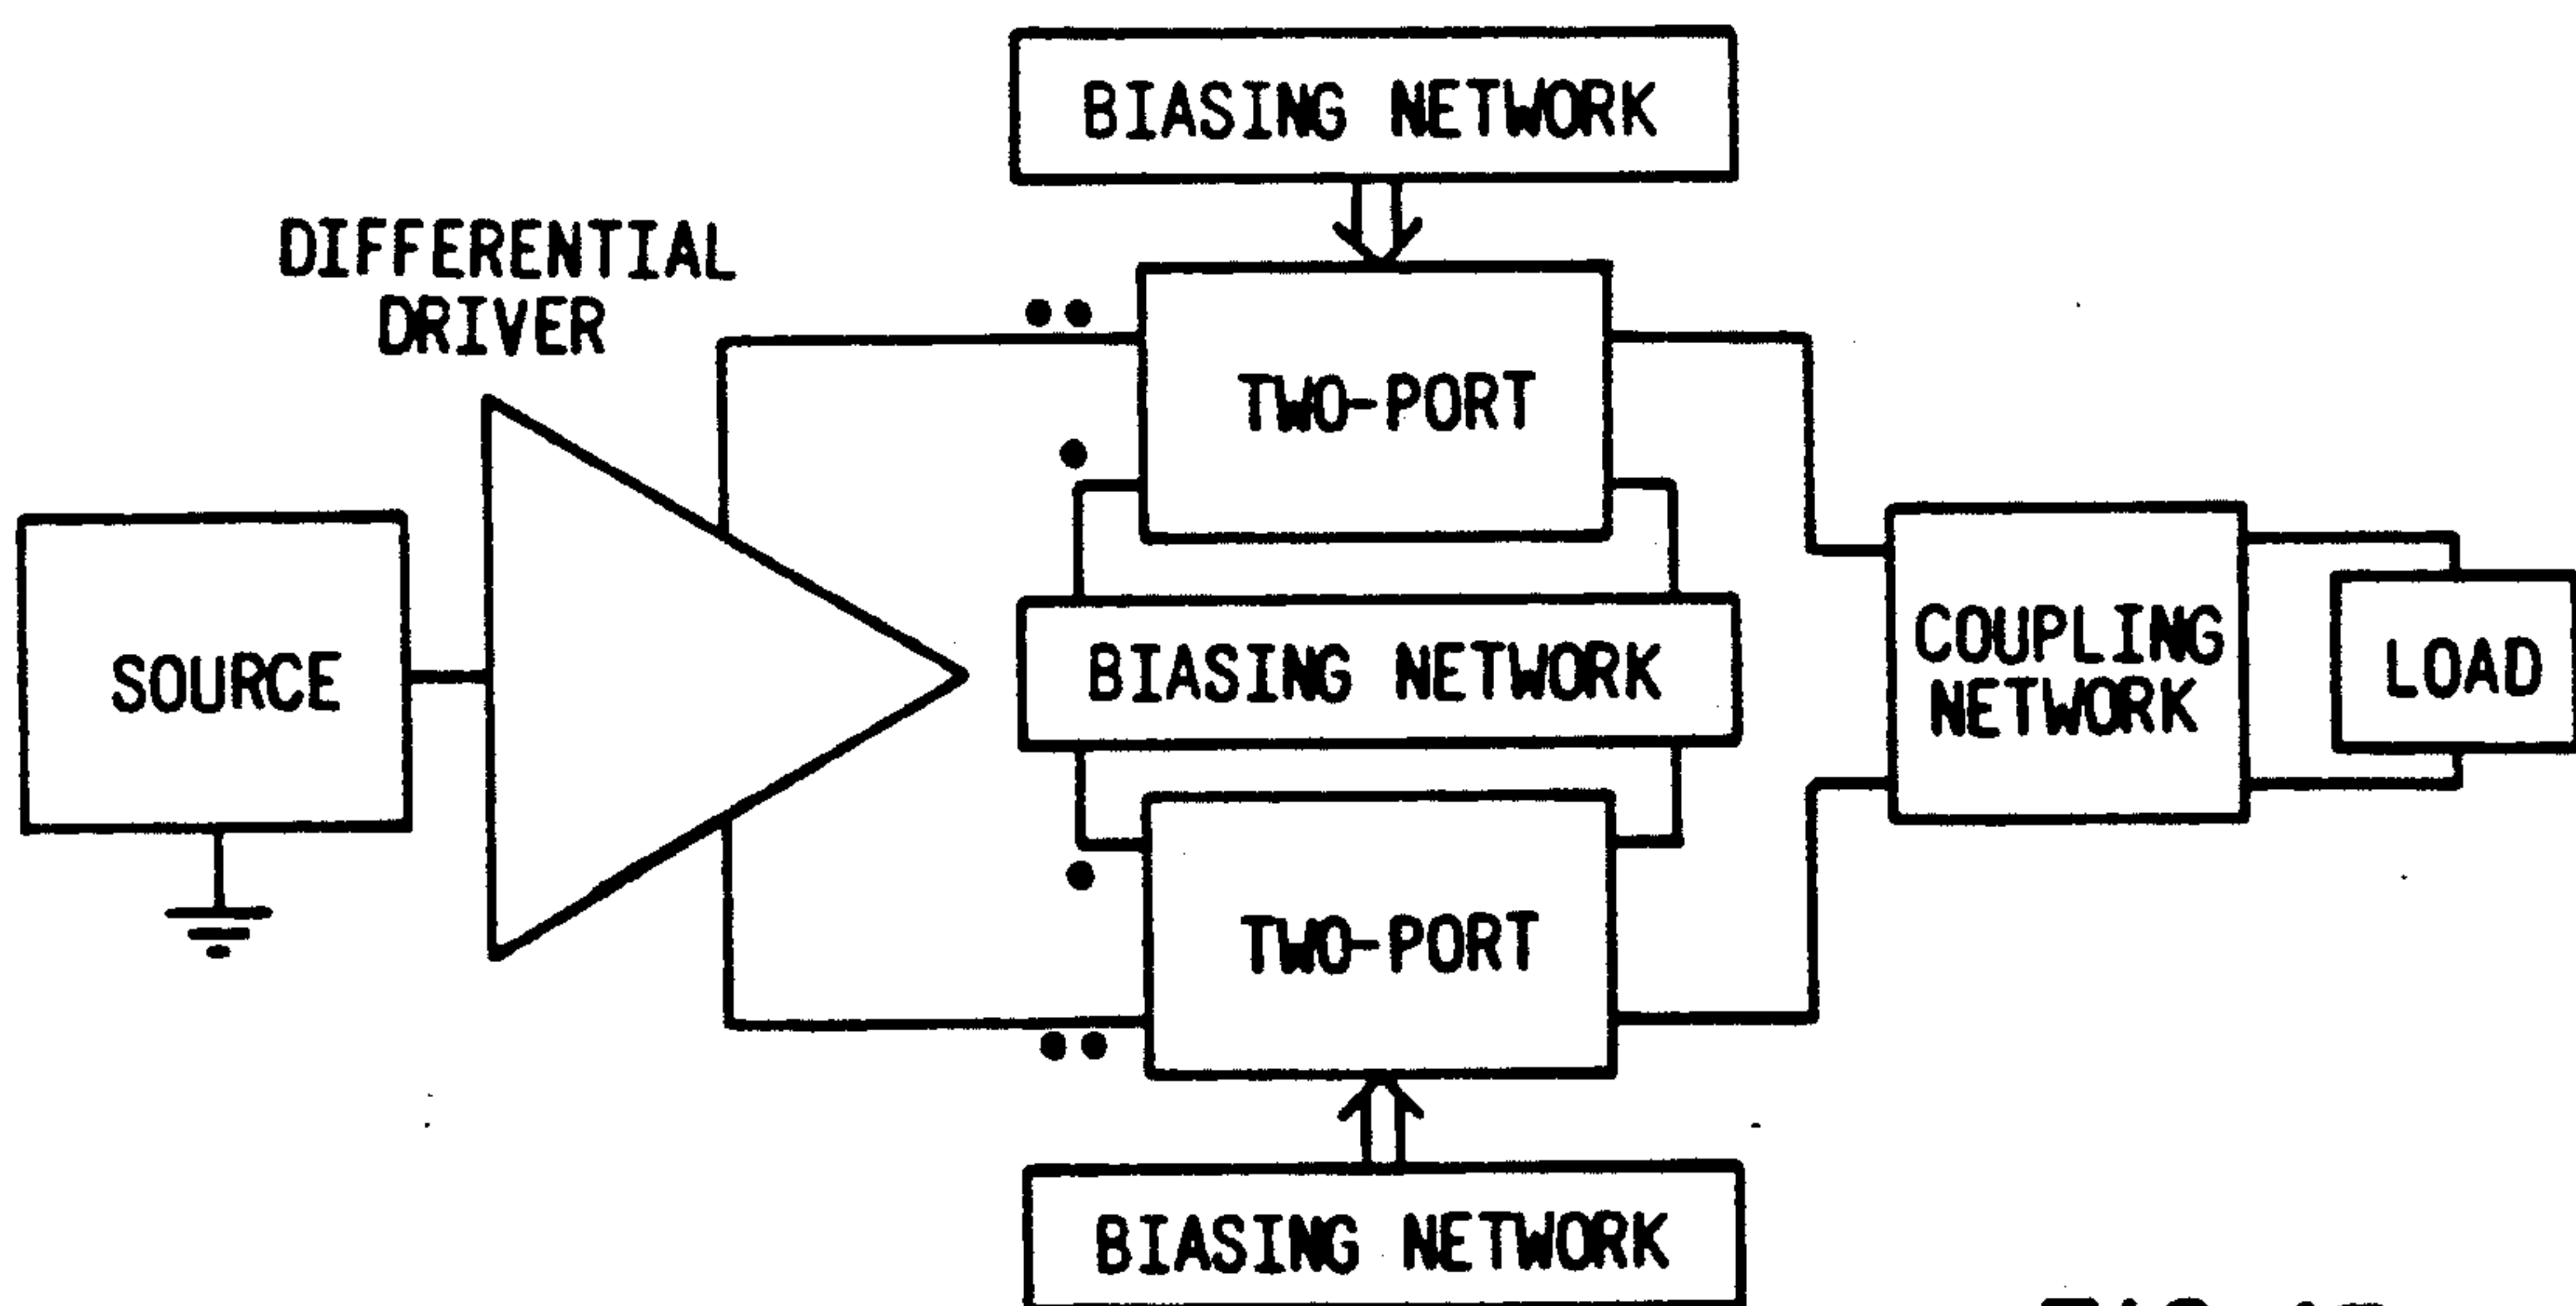 BIASING NETWORK
DIFFERENTIAL
DRIVER
TWO-PORT
SOURCE
BIASING NETWORK
COUPLING
NETWORK
LOAD
TWO-PORT
BIASING NETWORK